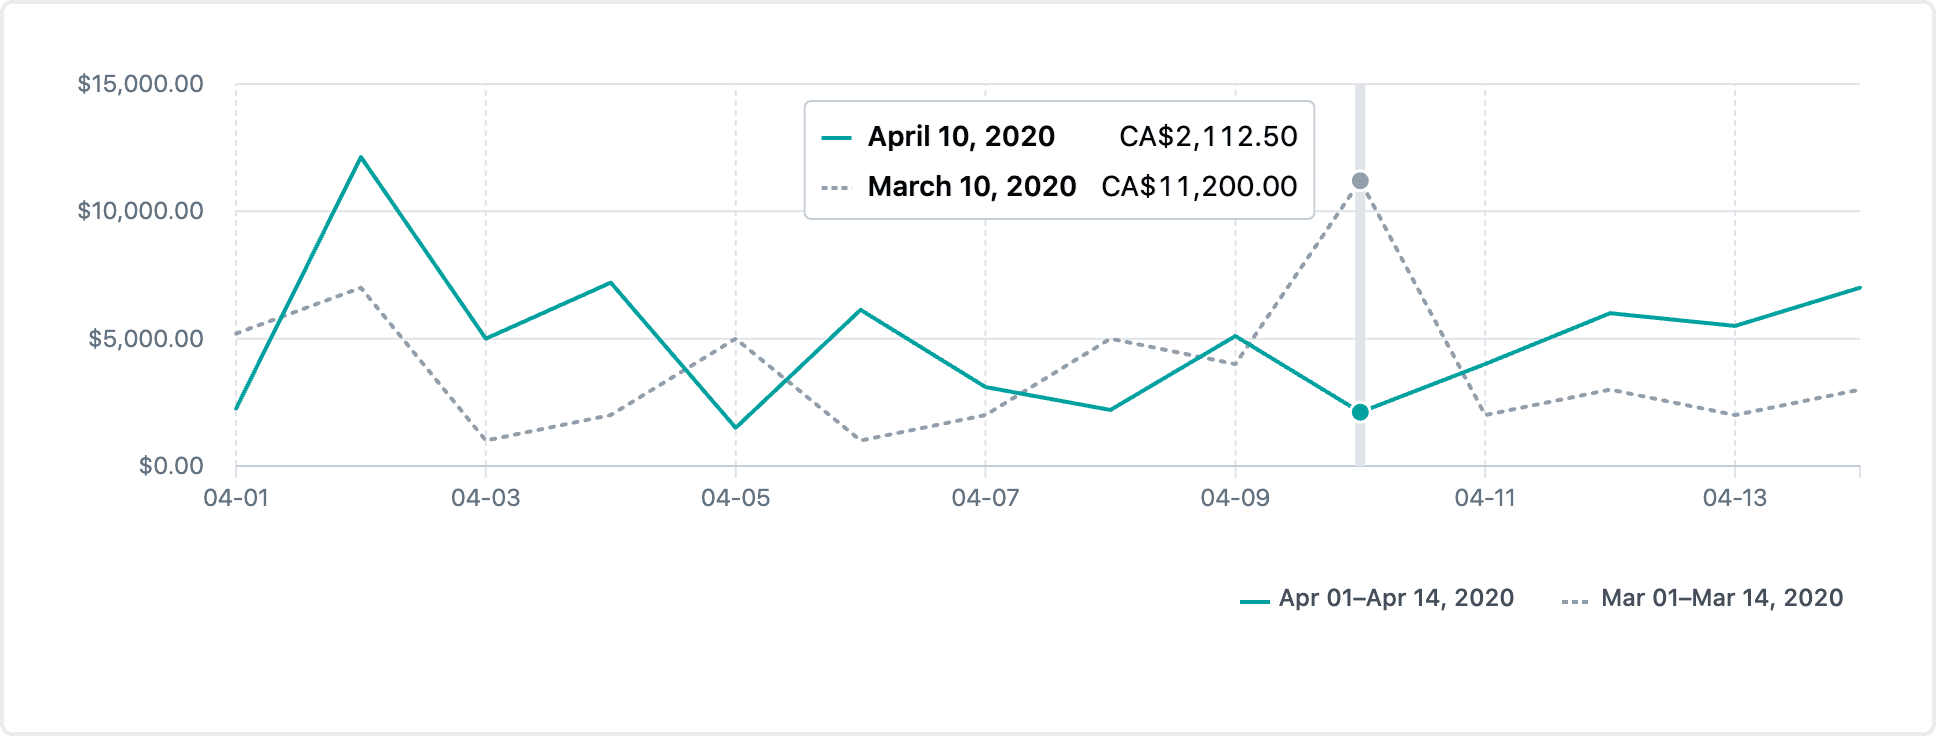 $15,000.00
April 10, 2020 CA$2,112.50
March 10, 2020 CA$11,200.00
$10,000.00
$5,000.00
$0.00
04-01 04-03 04-05 04-07 04-09 04-11 04-13
Apr 01–Apr 14, 2020 Mar 01–Mar 14, 2020